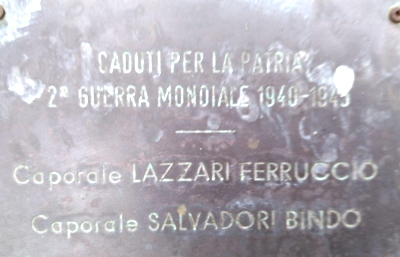 CADUTI PER LA PATRIA
2ª GUERRA MONDIALE 1940-1945
Caporale LAZZARI FERRUCCIO
Caporale SALVADORI BINDO